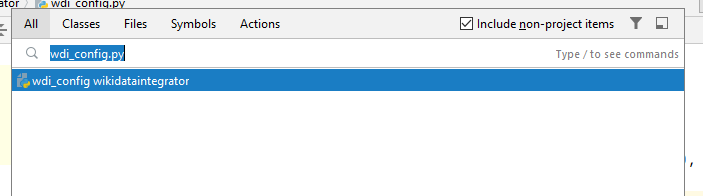 ator 〉 wdi_config.py
All Classes Files Symbols Actions Include non-project items
wdi_config.py Type / to see commands
wdi_config wikidataintegrator
),